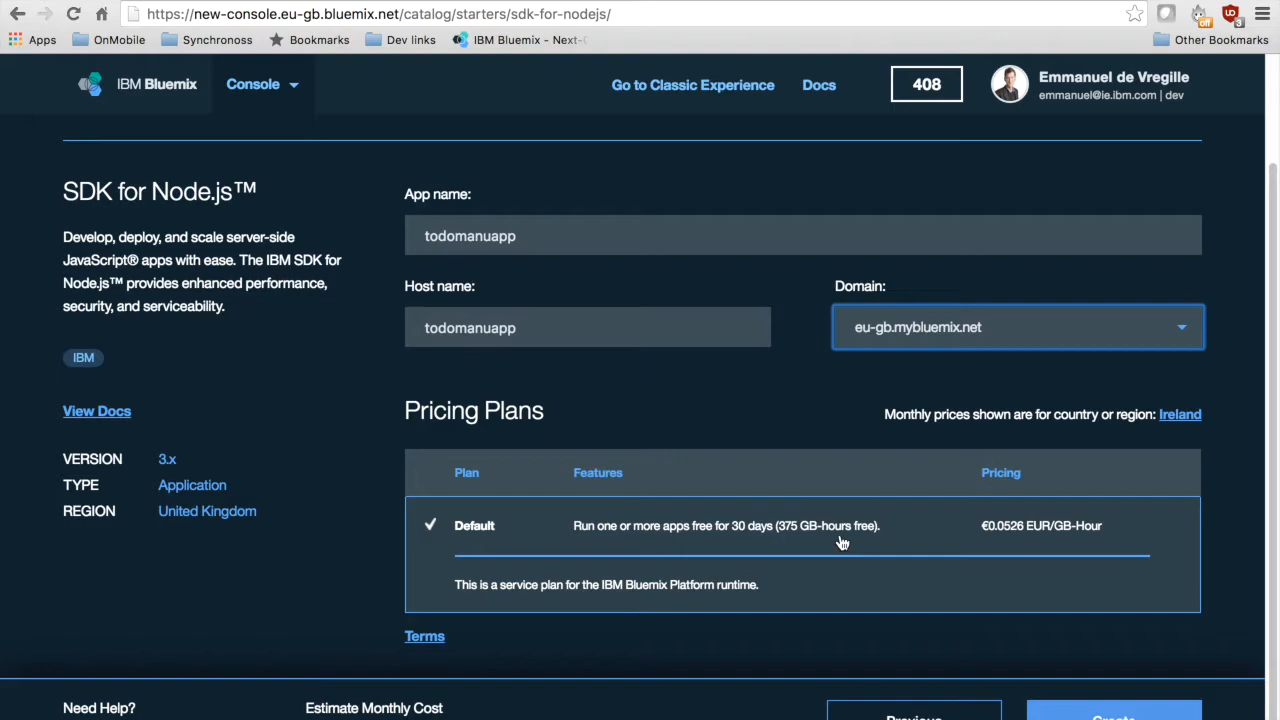 https://new-console.eu-gb.bluemix.net/catalog/starters/sdk-for-nodejs/
Apps OnMobile Synchronoss Bookmarks Dev links IBM Bluemix - Next- Other Bookmarks
off 3
IBM Bluemix Console Go to Classic Experience Docs 408 Emmanuel de Vregille
emmanuel@ie.ibm.com | dev
SDK for Node.js™
Develop, deploy, and scale server-side
JavaScript® apps with ease. The IBM SDK for
Node.js™ provides enhanced performance,
security, and serviceability.
IBM
View Docs
VERSION 3.x
TYPE Application
REGION United Kingdom
App name:
todomanuapp
Host name: Domain:
todomanuapp eu-gb.mybluemix.net
Pricing Plans Monthly prices shown are for country or region: Ireland
Plan Features Pricing
Default Run one or more apps free for 30 days (375 GB-hours free). €0.0526 EUR/GB-Hour
This is a service plan for the IBM Bluemix Platform runtime.
Terms
Need Help? Estimate Monthly Cost Previous Create